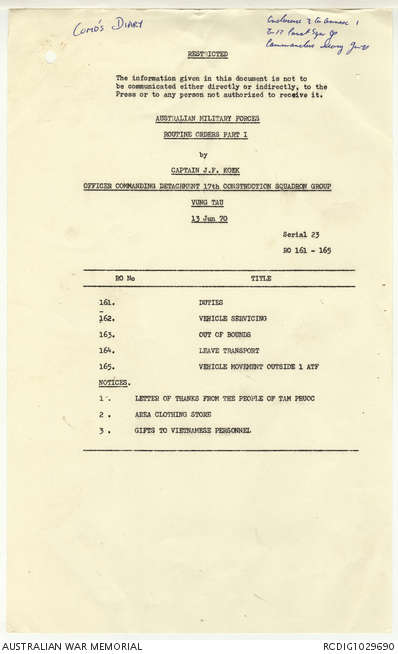 COMD'S DIARY
Enclosure 2 to Annex 1
to 17 Const Sqn Gp
Commanders Diary Jun 70
RESTRICTED
The information given in this document is not to
be communicated either directly or indirectly, to the
Press or to any person not authorized to receive it.
AUSTRALIAN MILITARY FORCES
ROUTINE ORDERS PART I
by
CAPTAIN J.F. KOEK
OFFICER COMMANDING DETACHMENT 17th CONSTRUCTION SQUADRON GROUP
VUNG TAU
13 Jun 70
Serial 23
RO 161 - 165
RO No TITLE
161. DUTIES
162. VEHICLE SERVICING
163. OUT OF BOUNDS
164. LEAVE TRANSPORT
165. VEHICLE MOVEMENT OUTSIDE 1 ATF
NOTICES.
1. LETTER OF THANKS FROM THE PEOPLE OF TAM PHUOC
2. AREA CLOTHING STORE
3. GIFTS TO VIETNAMESE PERSONNEL
AUSTRALIAN WAR MEMORIAL RCDIG1029690